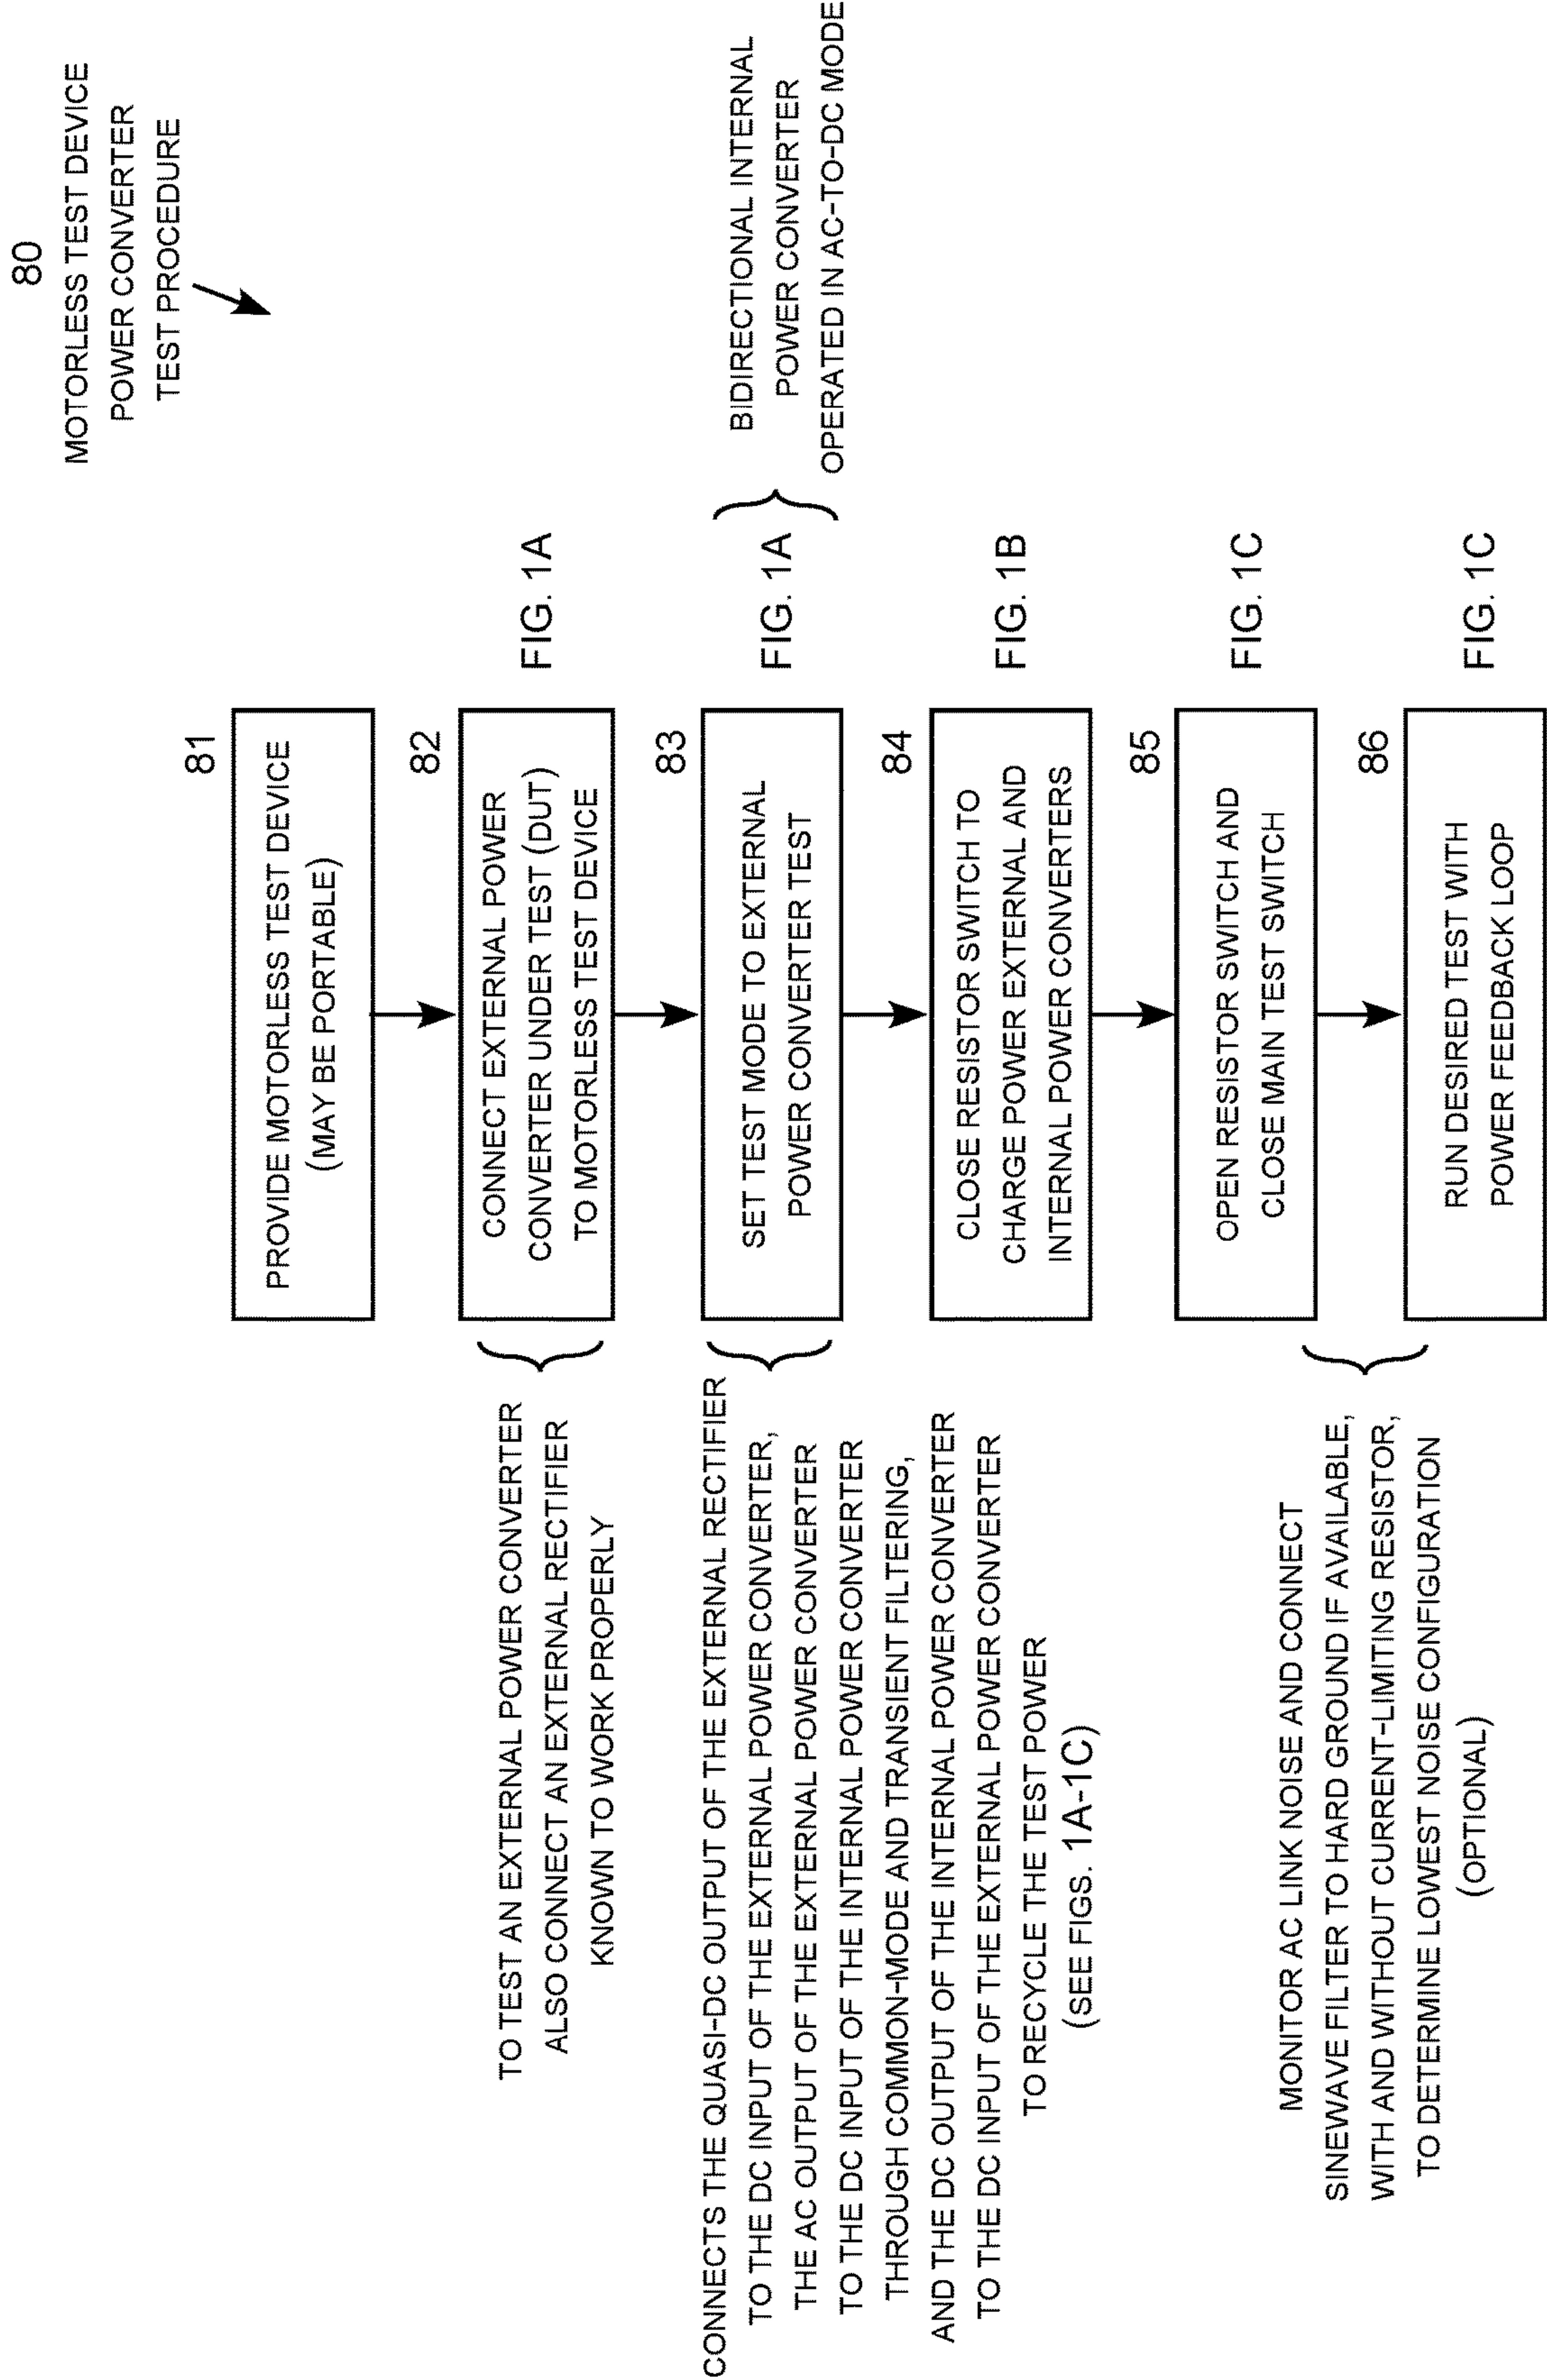 80
MOTORLESS TEST DEVICE
POWER CONVERTER
TEST PROCEDURE
81
PROVIDE MOTORLESS TEST DEVICE
(MAY BE PORTABLE)
TO TEST AN EXTERNAL POWER CONVERTER
ALSO CONNECT AN EXTERNAL RECTIFIER
KNOWN TO WORK PROPERLY
82
CONNECT EXTERNAL POWER
CONVERTER UNDER TEST (DUT)
TO MOTORLESS TEST DEVICE
FIG. 1A
CONNECTS THE QUASI-DC OUTPUT OF THE EXTERNAL RECTIFIER
TO THE DC INPUT OF THE EXTERNAL POWER CONVERTER,
THE AC OUTPUT OF THE EXTERNAL POWER CONVERTER
TO THE DC INPUT OF THE INTERNAL POWER CONVERTER
THROUGH COMMON-MODE AND TRANSIENT FILTERING,
AND THE DC OUTPUT OF THE INTERNAL POWER CONVERTER
TO THE DC INPUT OF THE EXTERNAL POWER CONVERTER
TO RECYCLE THE TEST POWER
(SEE FIGS. 1A-1C)
83
SET TEST MODE TO EXTERNAL
POWER CONVERTER TEST
FIG. 1A
BIDIRECTIONAL INTERNAL
POWER CONVERTER
OPERATED IN AC-TO-DC MODE
84
CLOSE RESISTOR SWITCH TO
CHARGE POWER EXTERNAL AND
INTERNAL POWER CONVERTERS
FIG. 1B
85
OPEN RESISTOR SWITCH AND
CLOSE MAIN TEST SWITCH
FIG. 1C
MONITOR AC LINK NOISE AND CONNECT
SINEWAVE FILTER TO HARD GROUND IF AVAILABLE,
WITH AND WITHOUT CURRENT-LIMITING RESISTOR,
TO DETERMINE LOWEST NOISE CONFIGURATION
(OPTIONAL)
86
RUN DESIRED TEST WITH
POWER FEEDBACK LOOP
FIG. 1C